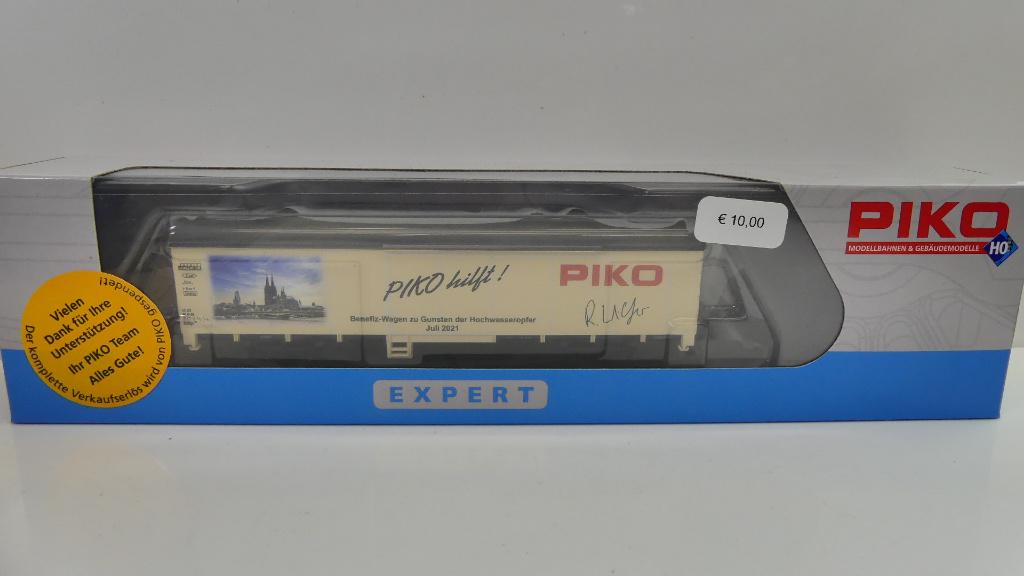 € 10,00
PIKO
MODELLBAHNEN & GEBÄUDEMODELLE
H0
PIKO hilft!
PIKO
Benefiz-Wagen zu Gunsten der Hochwasseropfer
Juli 2021
Vielen
Dank für Ihre
Unterstützung!
Ihr PIKO Team
Alles Gute!
Der komplette Verkaufserlös wird von PIKO gespendet!
EXPERT